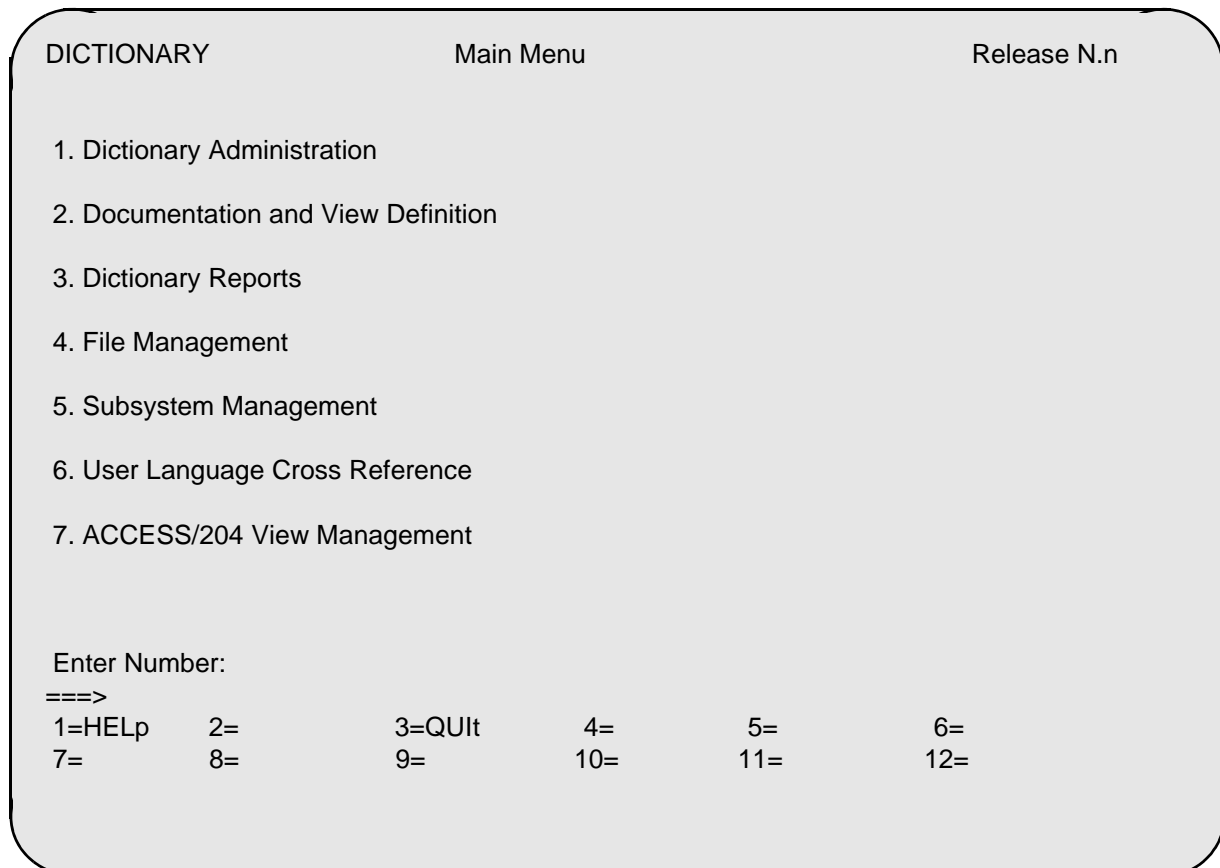 DICTIONARY Main Menu Release N.n
1. Dictionary Administration
2. Documentation and View Definition
3. Dictionary Reports
4. File Management
5. Subsystem Management
6. User Language Cross Reference
7. ACCESS/204 View Management
Enter Number:
===>
1=HELp 2= 3=QUIt 4= 5= 6=
7= 8= 9= 10= 11= 12=